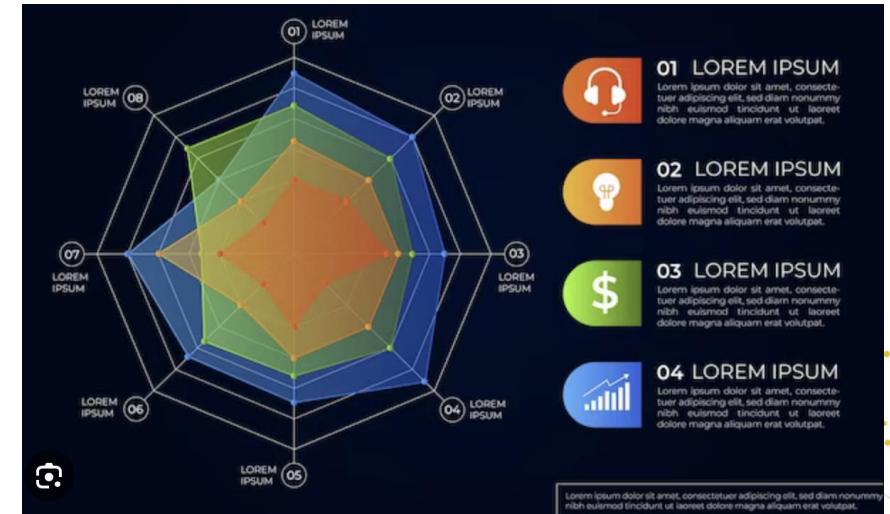 01
LOREM
IPSUM
02
LOREM
IPSUM
03
LOREM
IPSUM
04
LOREM
IPSUM
05
LOREM
IPSUM
06
LOREM
IPSUM
07
LOREM
IPSUM
08
LOREM
IPSUM
01 LOREM IPSUM
Lorem ipsum dolor sit amet, consecte-
tuer adipiscing elit, sed diam nonummy
nibh euismod tincidunt ut laoreet
dolore magna aliquam erat volutpat.
02 LOREM IPSUM
Lorem ipsum dolor sit amet, consecte-
tuer adipiscing elit, sed diam nonummy
nibh euismod tincidunt ut laoreet
dolore magna aliquam erat volutpat.
$
03 LOREM IPSUM
Lorem ipsum dolor sit amet, consecte-
tuer adipiscing elit, sed diam nonummy
nibh euismod tincidunt ut laoreet
dolore magna aliquam erat volutpat.
04 LOREM IPSUM
Lorem ipsum dolor sit amet, consecte-
tuer adipiscing elit, sed diam nonummy
nibh euismod tincidunt ut laoreet
dolore magna aliquam erat volutpat.
Lorem ipsum dolor sit amet, consectetuer adipiscing elit, sed diam nonummy
nibh euismod tincidunt ut laoreet dolore magna aliquam erat volutpat.